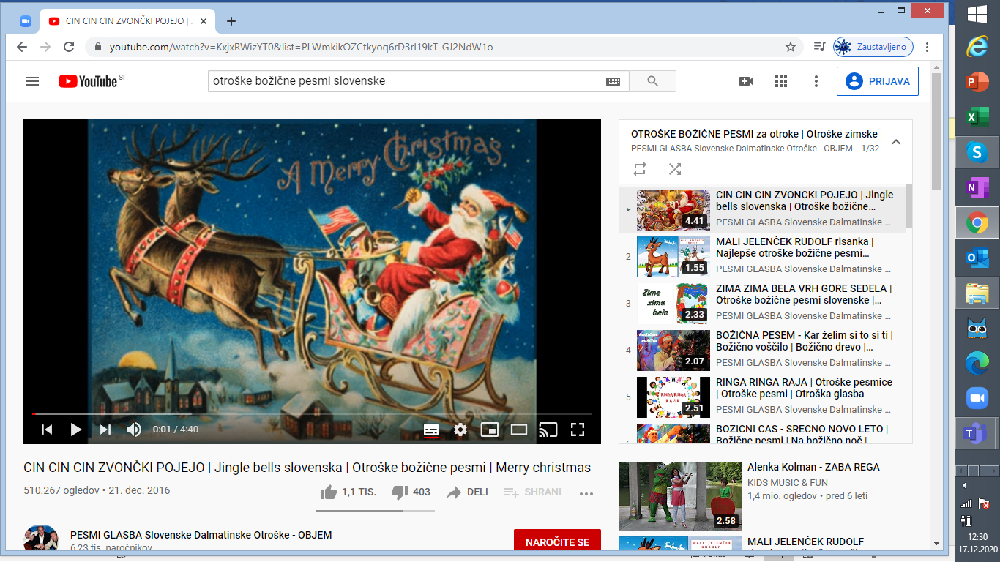 CIN CIN CIN ZVONČKI POJEJO | J
youtube.com/watch?v=KxjxRWizYT0&list=PLWmkikOZCtkyoq6rD3rl19kT-GJ2NdW1o
Zaustavljeno
YouTube SI
otroške božične pesmi slovenske
PRIJAVA
A Merry Christmas
0:01 / 4:40
CIN CIN CIN ZVONČKI POJEJO | Jingle bells slovenska | Otroške božične pesmi | Merry christmas
510.267 ogledov • 21. dec. 2016
1,1 TIS.
403
DELI
SHRANI
PESMI GLASBA Slovenske Dalmatinske Otroške - OBJEM
6,23 tis. naročnikov
NAROČITE SE
OTROŠKE BOŽIČNE PESMI za otroke | Otroške zimske |
PESMI GLASBA Slovenske Dalmatinske Otroške - OBJEM - 1/32
4.41
CIN CIN CIN ZVONČKI POJEJO | Jingle
bells slovenska | Otroške božične...
PESMI GLASBA Slovenske Dalmatinske ...
2
MALI JELENČEK RUDOLF
1.55
MALI JELENČEK RUDOLF risanka |
Najlepše otroške božične pesmi...
PESMI GLASBA Slovenske Dalmatinske ...
3
Zima
zima
bela
2.33
ZIMA ZIMA BELA VRH GORE SEDELA |
Otroške božične pesmi slovenske |...
PESMI GLASBA Slovenske Dalmatinske ...
4
2.07
BOŽIČNA PESEM - Kar želim si to si ti |
Božično voščilo | Božično drevo |...
PESMI GLASBA Slovenske Dalmatinske ...
5
RINGA RINGA
RAJA
2.51
RINGA RINGA RAJA | Otroške pesmice
| Otroške pesmi | Otroška glasba
PESMI GLASBA Slovenske Dalmatinske ...
BOŽIČNI ČAS - SREČNO NOVO LETO |
Božične pesmi | Na božično noč |...
2.58
Alenka Kolman - ŽABA REGA
KIDS MUSIC & FUN
1,4 mio. ogledov • pred 6 leti
MALI JELENČEK
RUDOLF
MALI JELENČEK RUDOLF
12:30
17.12.2020